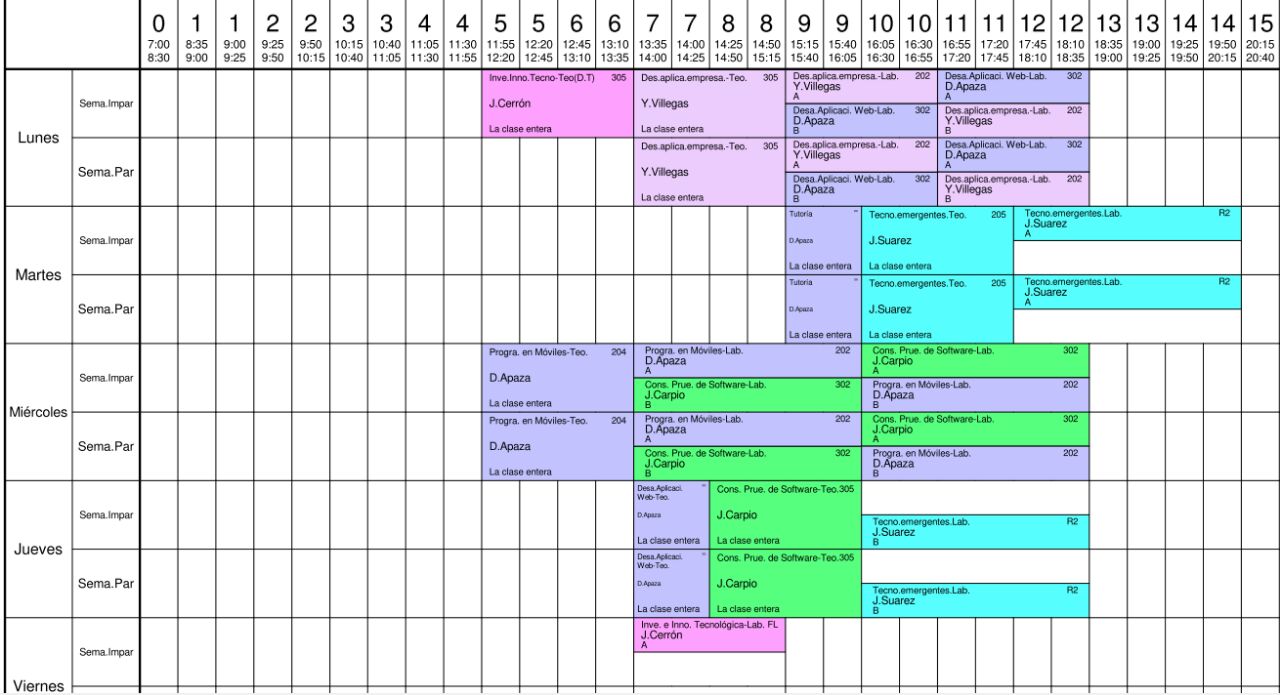 0 1 1 2 2 3 3 4 4 5 5 6 6 7 7 8 8 9 9 10 10 11 11 12 12 13 13 14 14 15
7:00 8:35 9:00 9:25 9:50 10:15 10:40 11:05 11:30 11:55 12:20 12:45 13:10 13:35 14:00 14:25 14:50 15:15 15:40 16:05 16:30 16:55 17:20 17:45 18:10 18:35 19:00 19:25 19:50 20:15
8:30 9:00 9:25 9:50 10:15 10:40 11:05 11:30 11:55 12:20 12:45 13:10 13:35 14:00 14:25 14:50 15:15 15:40 16:05 16:30 16:55 17:20 17:45 18:10 18:35 19:00 19:25 19:50 20:15 20:40
Lunes
Sema.Impar
Inve.Inno.Tecno-Teo(D.T) 305
J.Cerrón
La clase entera
Des.aplica.empresa.-Teo. 305
Y.Villegas
La clase entera
Des.aplica.empresa.-Lab. 202
Y.Villegas
A
Desa.Aplicaci. Web-Lab. 302
D.Apaza
B
Desa.Aplicaci. Web-Lab. 302
D.Apaza
A
Des.aplica.empresa.-Lab. 202
Y.Villegas
B
Sema.Par
Des.aplica.empresa.-Teo. 305
Y.Villegas
La clase entera
Des.aplica.empresa.-Lab. 202
Y.Villegas
A
Desa.Aplicaci. Web-Lab. 302
D.Apaza
B
Desa.Aplicaci. Web-Lab. 302
D.Apaza
A
Des.aplica.empresa.-Lab. 202
Y.Villegas
B
Martes
Sema.Impar
Tutoría
D.Apaza
La clase entera
Tecno.emergentes.Teo. 205
J.Suarez
La clase entera
Tecno.emergentes.Lab. R2
J.Suarez
A
Sema.Par
Tutoría
D.Apaza
La clase entera
Tecno.emergentes.Teo. 205
J.Suarez
La clase entera
Tecno.emergentes.Lab. R2
J.Suarez
A
Miércoles
Sema.Impar
Progra. en Móviles-Teo. 204
D.Apaza
La clase entera
Progra. en Móviles-Lab. 202
D.Apaza
A
Cons. Prue. de Software-Lab. 302
J.Carpio
B
Cons. Prue. de Software-Lab. 302
J.Carpio
A
Progra. en Móviles-Lab. 202
D.Apaza
B
Sema.Par
Progra. en Móviles-Teo. 204
D.Apaza
La clase entera
Progra. en Móviles-Lab. 202
D.Apaza
A
Cons. Prue. de Software-Lab. 302
J.Carpio
B
Cons. Prue. de Software-Lab. 302
J.Carpio
A
Progra. en Móviles-Lab. 202
D.Apaza
B
Jueves
Sema.Impar
Desa.Aplicaci.
Web-Teo.
D.Apaza
La clase entera
Cons. Prue. de Software-Teo.305
J.Carpio
La clase entera
Tecno.emergentes.Lab. R2
J.Suarez
B
Sema.Par
Desa.Aplicaci.
Web-Teo.
D.Apaza
La clase entera
Cons. Prue. de Software-Teo.305
J.Carpio
La clase entera
Tecno.emergentes.Lab. R2
J.Suarez
B
Viernes
Sema.Impar
Inve. e Inno. Tecnológica-Lab. FL
J.Cerrón
A